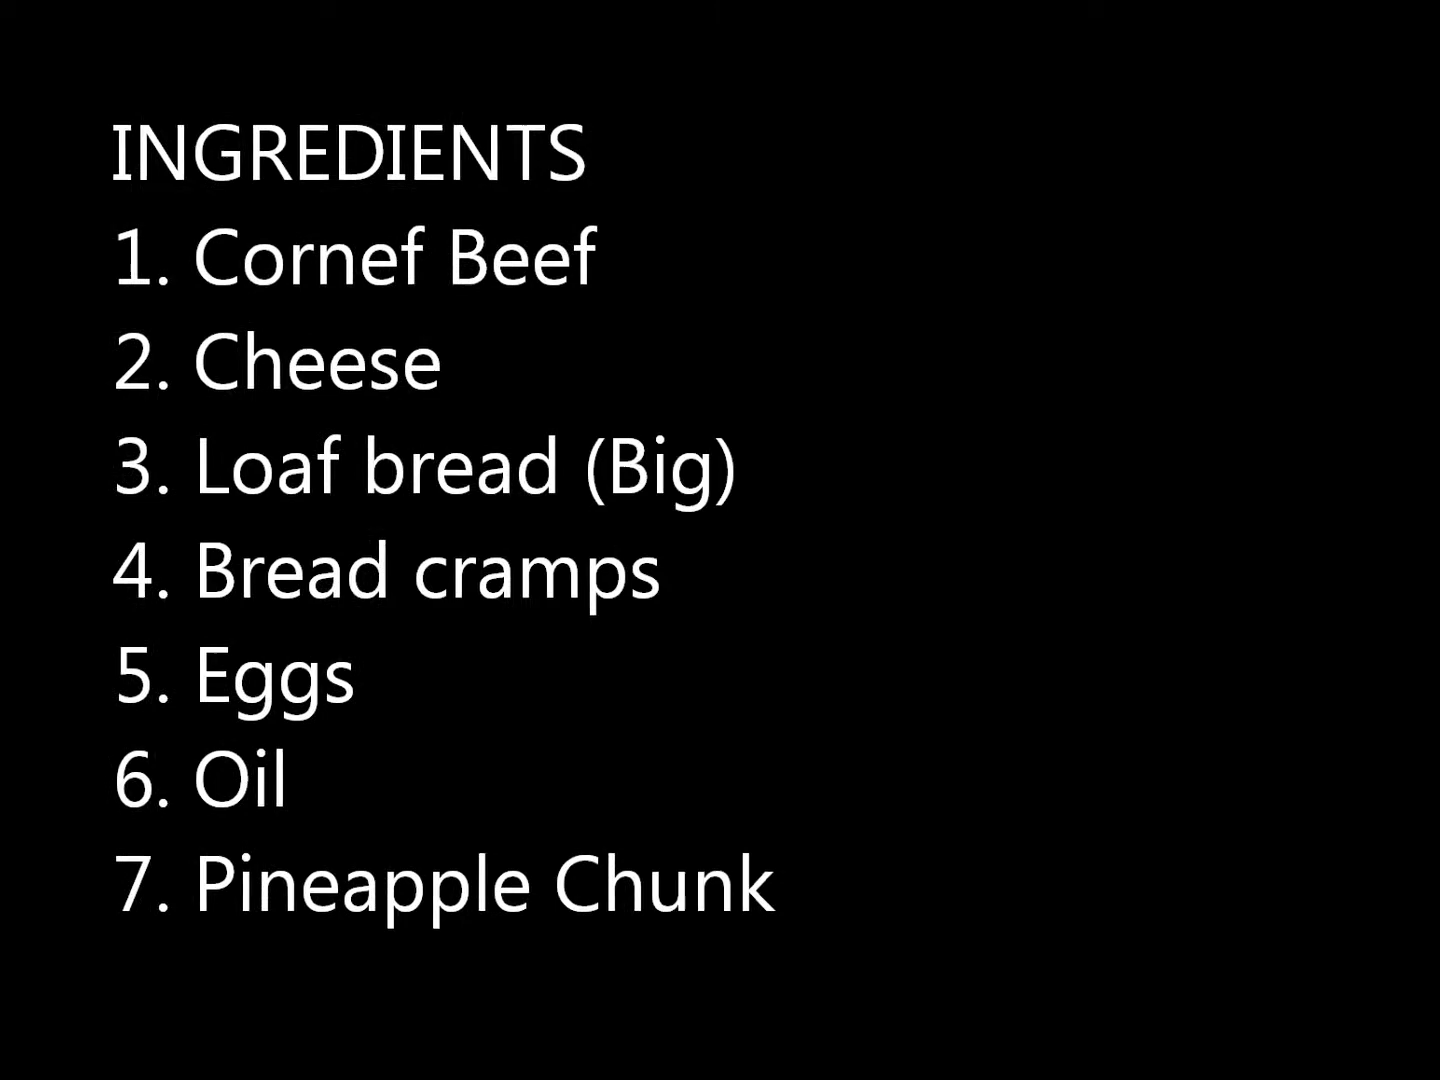 INGREDIENTS
1. Cornef Beef
2. Cheese
3. Loaf bread (Big)
4. Bread cramps
5. Eggs
6. Oil
7. Pineapple Chunk